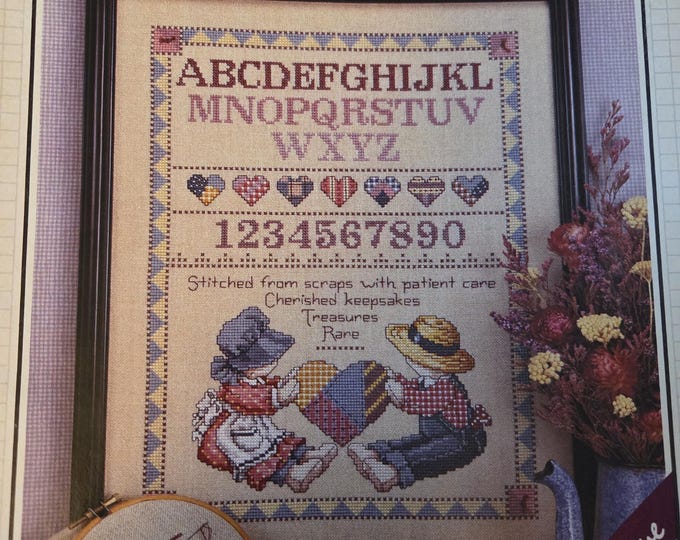 ABCDEFGHIJKL
MNOPQRSTUV
WXYZ
1234567890
Stitched from scraps with patient care
Cherished keepsakes
Treasures
Rare